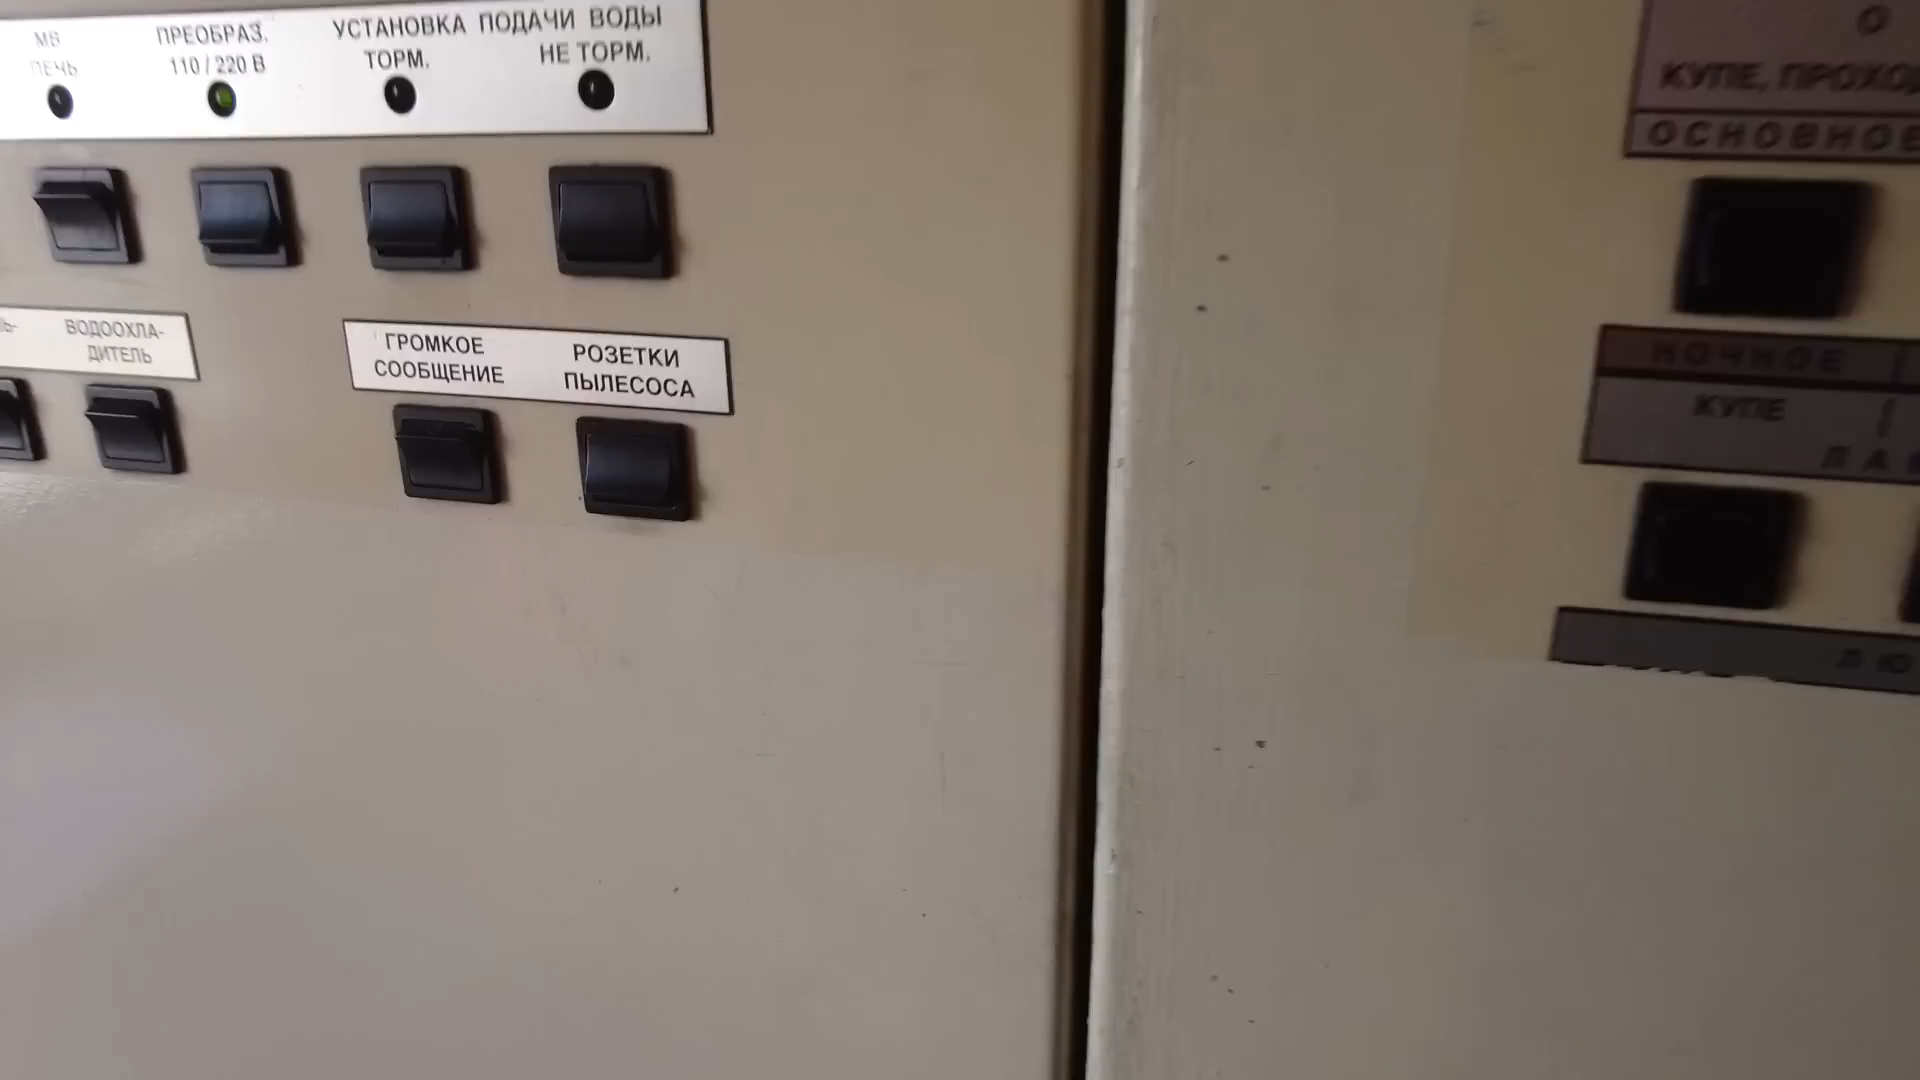 МВ
ПЕЧЬ
ПРЕОБРАЗ.
110 / 220 В
УСТАНОВКА ПОДАЧИ ВОДЫ
ТОРМ.
НЕ ТОРМ.
ВОДООХЛА-
ДИТЕЛЬ
ГРОМКОЕ
СООБЩЕНИЕ
РОЗЕТКИ
ПЫЛЕСОСА
КУПЕ,
ОСНОВНОЕ
НОЧНОЕ
КУПЕ